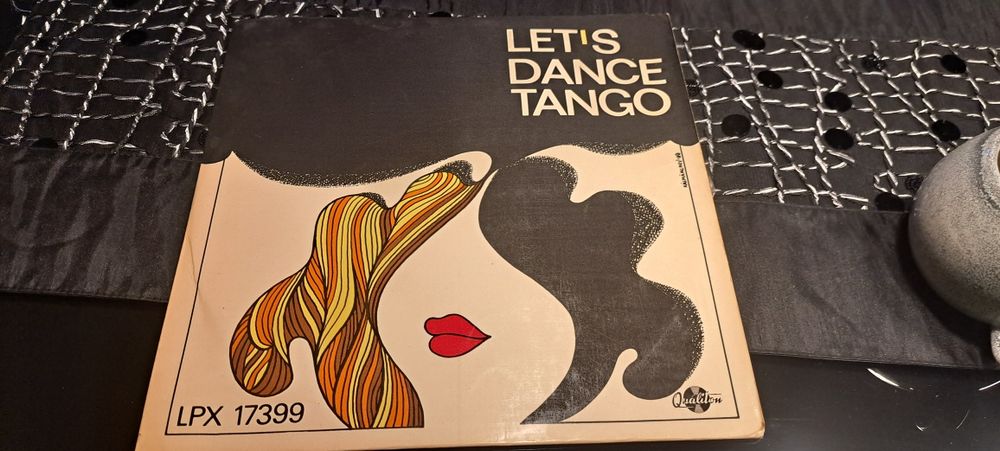 LET'S
DANCE
TANGO
LPX 17399
Qualiton